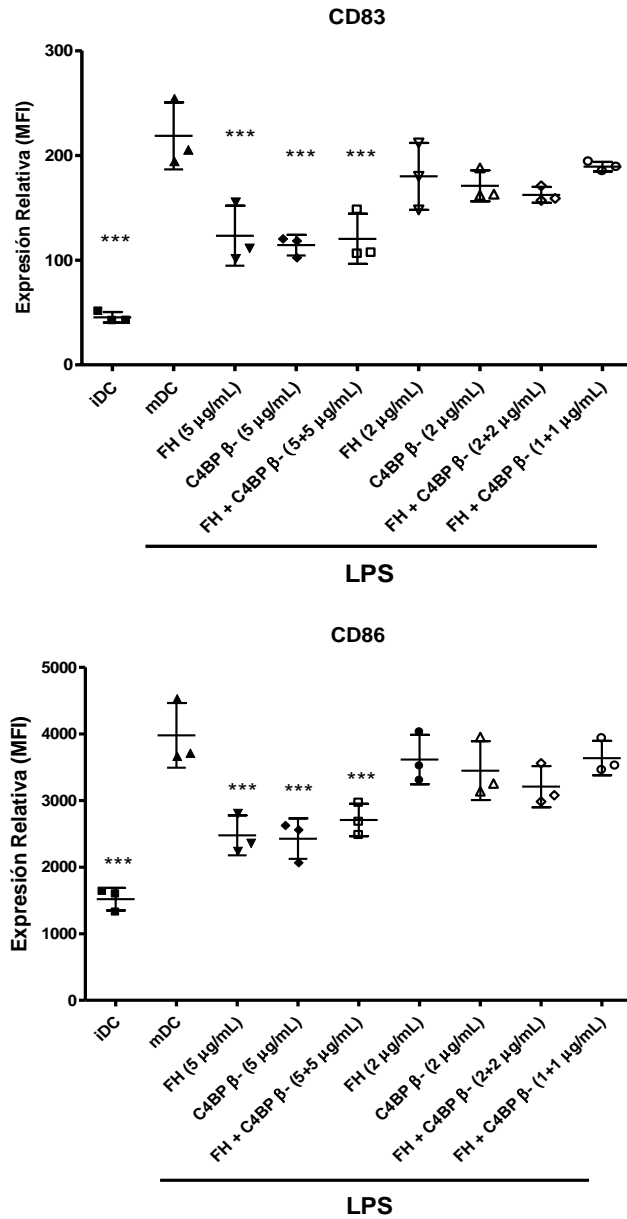 CD83
Expresión Relativa (MFI)
300
200
100
0
***
***
***
***
iDC
mDC
FH (5 µg/mL)
C4BP β- (5 µg/mL)
FH + C4BP β- (5+5 µg/mL)
FH (2 µg/mL)
C4BP β- (2 µg/mL)
FH + C4BP β- (2+2 µg/mL)
FH + C4BP β- (1+1 µg/mL)
LPS
CD86
Expresión Relativa (MFI)
5000
4000
3000
2000
1000
0
***
***
***
***
iDC
mDC
FH (5 µg/mL)
C4BP β- (5 µg/mL)
FH + C4BP β- (5+5 µg/mL)
FH (2 µg/mL)
C4BP β- (2 µg/mL)
FH + C4BP β- (2+2 µg/mL)
FH + C4BP β- (1+1 µg/mL)
LPS